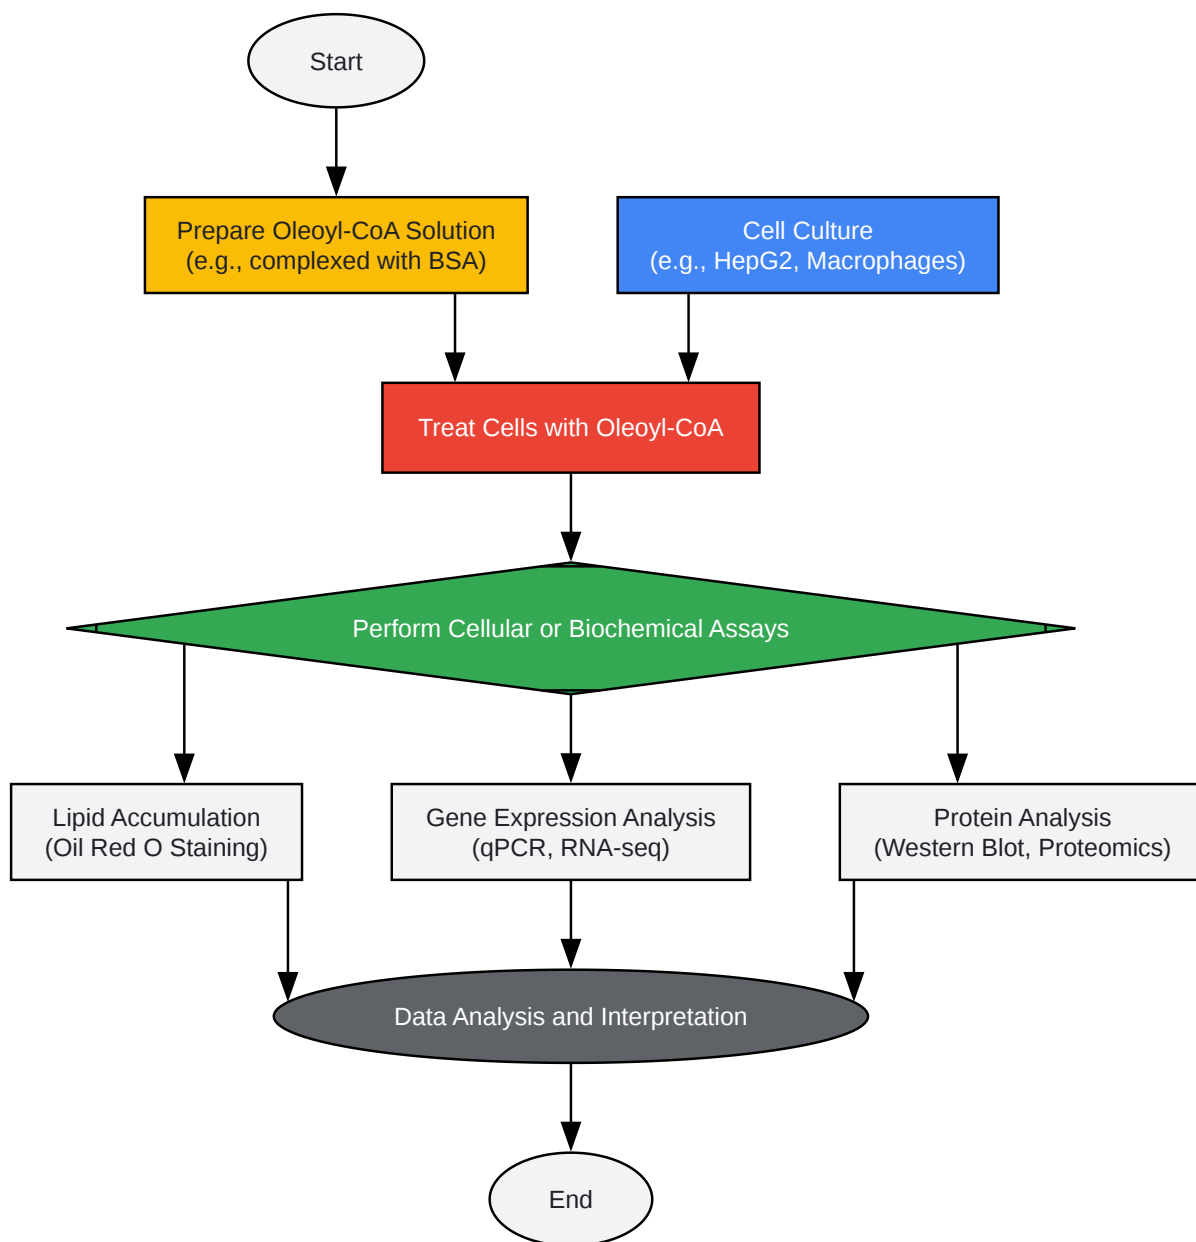 Start
Prepare Oleoyl-CoA Solution
(e.g., complexed with BSA)
Cell Culture
(e.g., HepG2, Macrophages)
Treat Cells with Oleoyl-CoA
Perform Cellular or Biochemical Assays
Lipid Accumulation
(Oil Red O Staining)
Gene Expression Analysis
(qPCR, RNA-seq)
Protein Analysis
(Western Blot, Proteomics)
Data Analysis and Interpretation
End